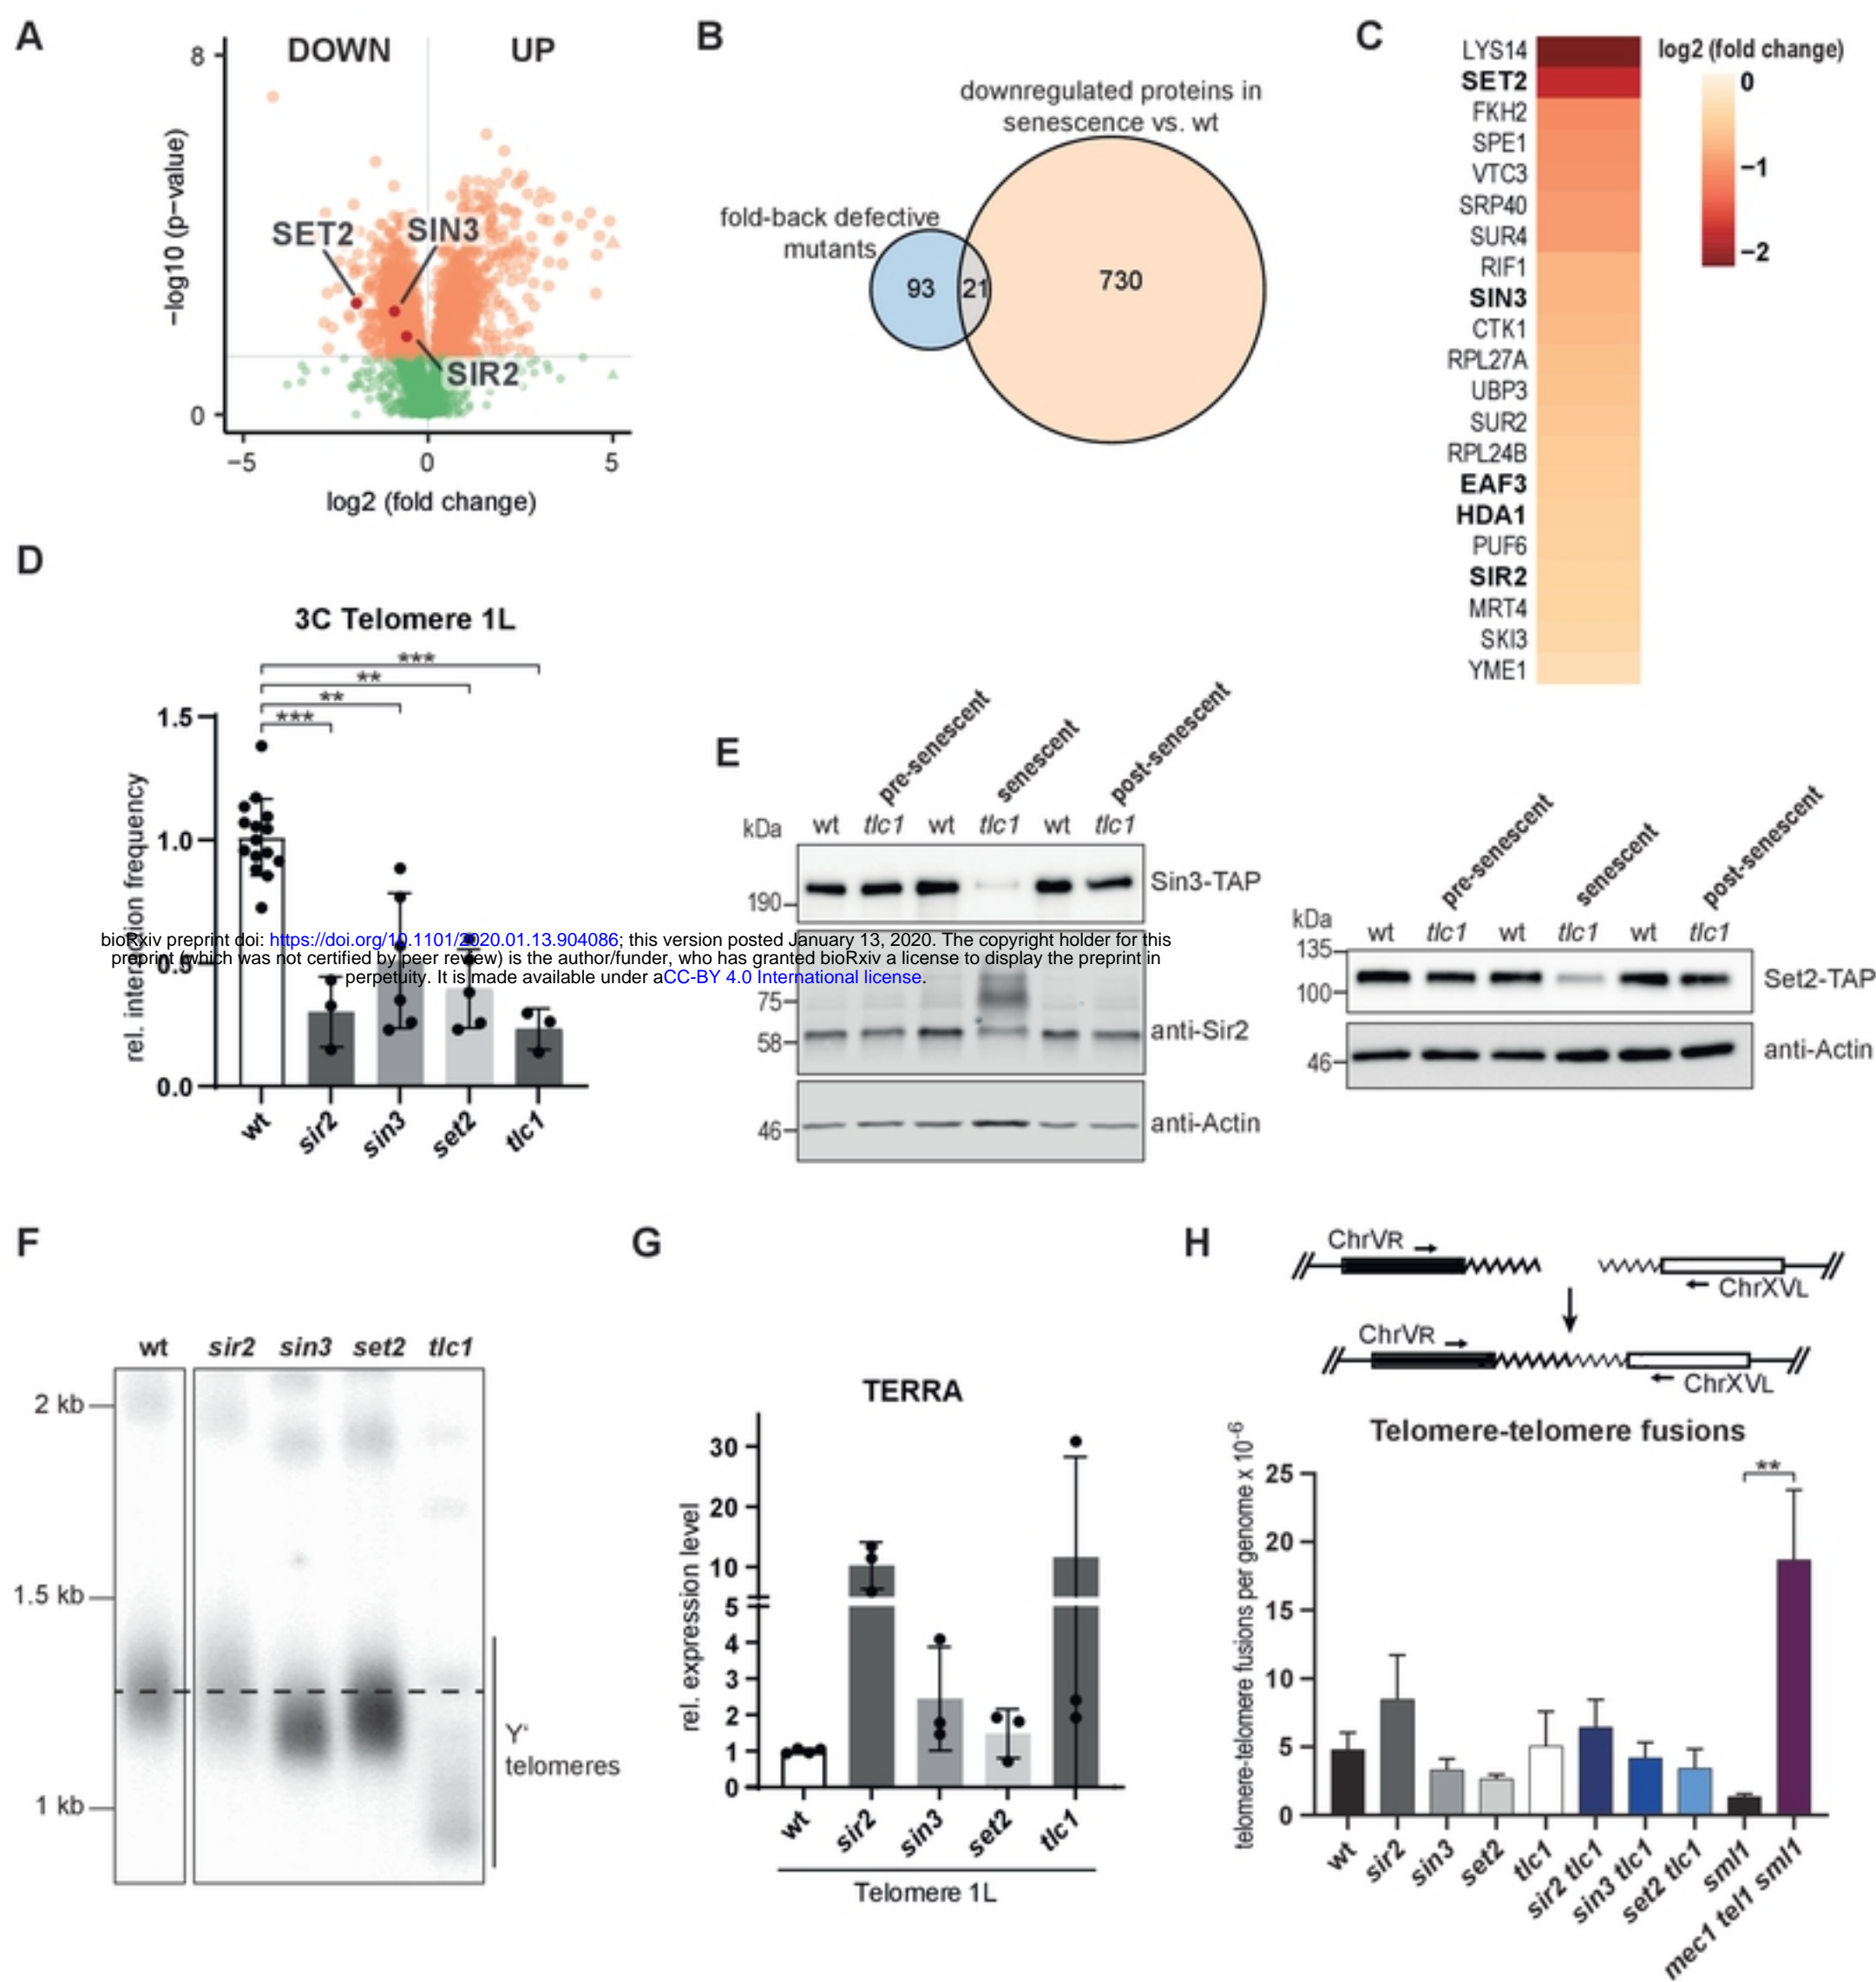 A
DOWN
UP
8
0
−log10 (p−value)
SET2
SIN3
SIR2
−5
0
5
log2 (fold change)
B
downregulated proteins in
senescence vs. wt
fold-back defective
mutants
93
21
730
C
LYS14
SET2
FKH2
SPE1
VTC3
SRP40
SUR4
RIF1
SIN3
CTK1
RPL27A
UBP3
SUR2
RPL24B
EAF3
HDA1
PUF6
SIR2
MRT4
SKI3
YME1
log2 (fold change)
0
−1
−2
D
3C Telomere 1L
***
**
**
***
1.5
1.0
0.5
0.0
rel. interaction frequency
wt
sir2
sin3
set2
tlc1
bioRxiv preprint doi: https://doi.org/10.1101/2020.01.13.904086; this version posted January 13, 2020. The copyright holder for this
preprint (which was not certified by peer review) is the author/funder, who has granted bioRxiv a license to display the preprint in
perpetuity. It is made available under aCC-BY 4.0 International license.
E
pre-senescent
senescent
post-senescent
kDa
wt tlc1 wt tlc1 wt tlc1
190
Sin3-TAP
75
58
anti-Sir2
46
anti-Actin
pre-senescent
senescent
post-senescent
kDa
wt tlc1 wt tlc1 wt tlc1
135
100
Set2-TAP
46
anti-Actin
F
wt sir2 sin3 set2 tlc1
2 kb
1.5 kb
1 kb
Y‘
telomeres
G
TERRA
rel. expression level
30
20
10
5
4
3
2
1
0
wt
sir2
sin3
set2
tlc1
Telomere 1L
H
ChrVR
ChrXVL
ChrVR
ChrXVL
Telomere-telomere fusions
telomere-telomere fusions per genome x 10-6
**
25
20
15
10
5
0
wt
sir2
sin3
set2
tlc1
sir2 tlc1
sin3 tlc1
set2 tlc1
sml1
mec1 tel1 sml1